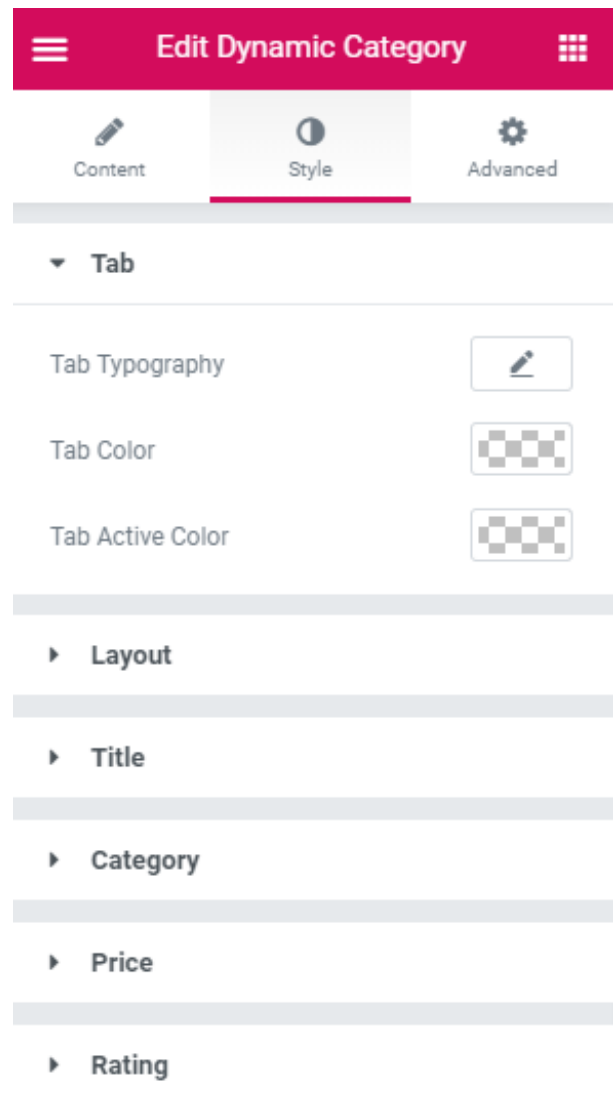 Edit Dynamic Category
Content Style Advanced
Tab
Tab Typography
Tab Color
Tab Active Color
Layout
Title
Category
Price
Rating